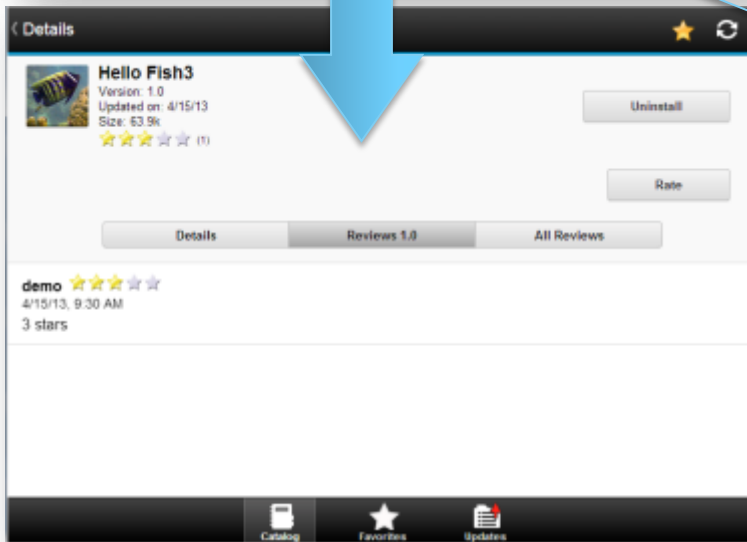 Details
Hello Fish3
Version: 1.0
Updated on: 4/15/13
Size: 63.9k
(1)
Uninstall
Rate
Details
Reviews 1.0
All Reviews
demo
4/15/13, 9:30 AM
3 stars
Catalog
Favorites
Updates